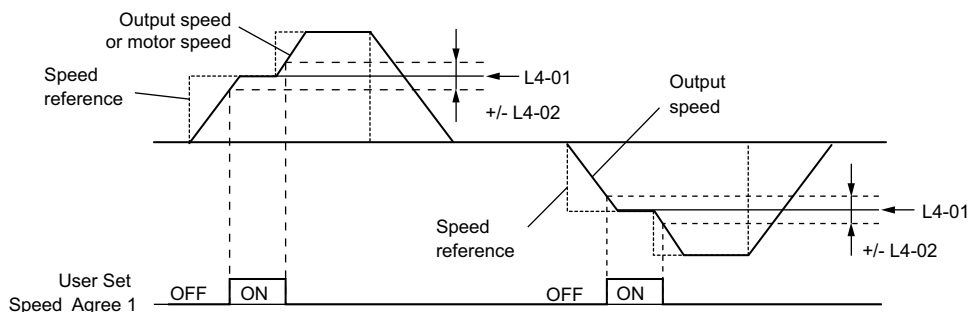 Output speed
or motor speed
Speed
reference
L4-01
+/- L4-02
Output
speed
Speed
reference
L4-01
+/- L4-02
User Set
Speed Agree 1
OFF
ON
OFF
ON